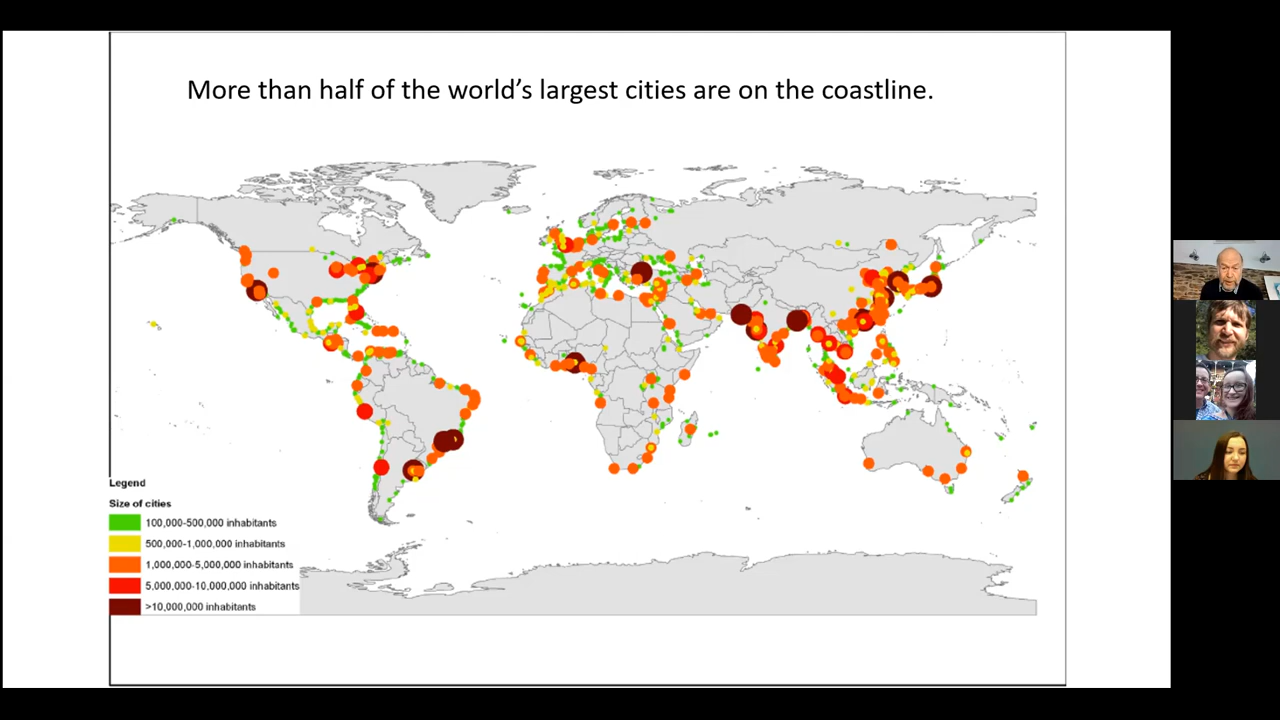 More than half of the world’s largest cities are on the coastline.
Legend
Size of cities
100,000-500,000 inhabitants
500,000-1,000,000 inhabitants
1,000,000-5,000,000 inhabitants
5,000,000-10,000,000 inhabitants
>10,000,000 inhabitants